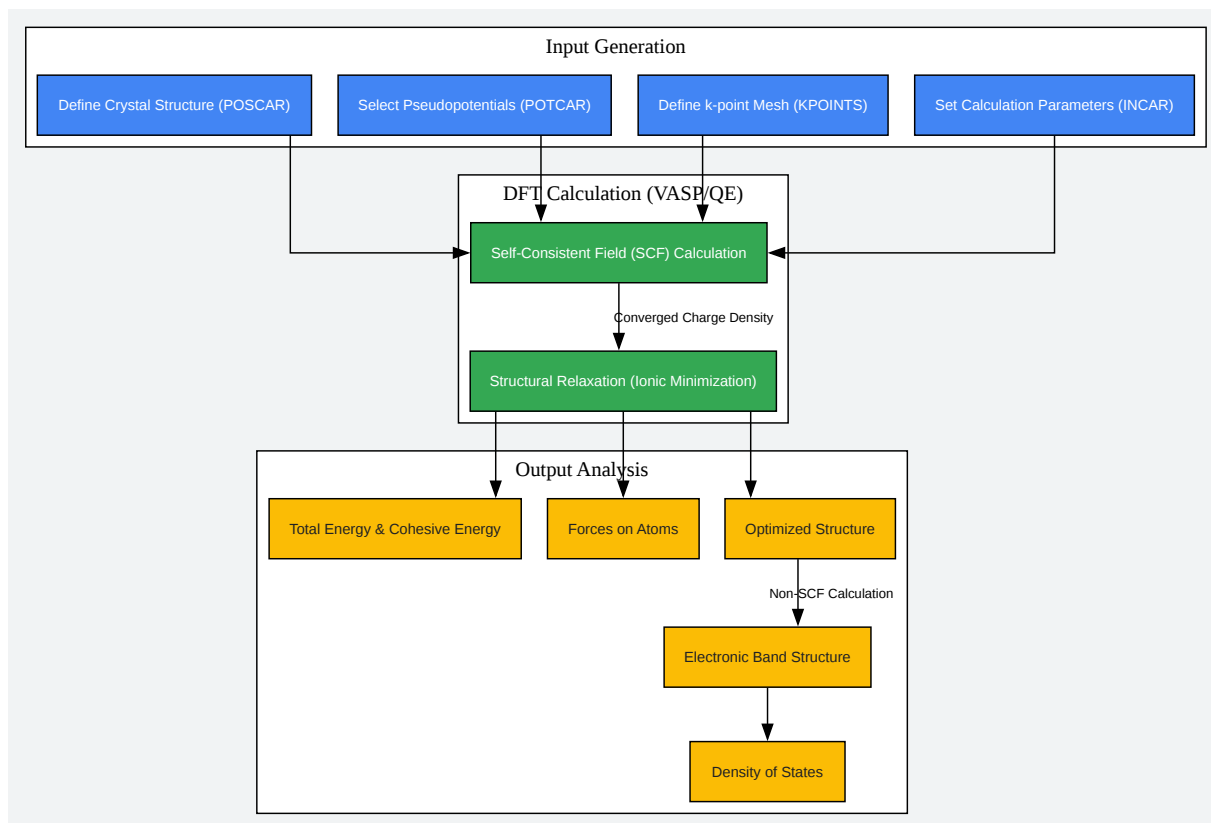 Input Generation
Define Crystal Structure (POSCAR)
Select Pseudopotentials (POTCAR)
Define k-point Mesh (KPOINTS)
Set Calculation Parameters (INCAR)
DFT Calculation (VASP/QE)
Self-Consistent Field (SCF) Calculation
Converged Charge Density
Structural Relaxation (Ionic Minimization)
Output Analysis
Total Energy & Cohesive Energy
Forces on Atoms
Optimized Structure
Non-SCF Calculation
Electronic Band Structure
Density of States